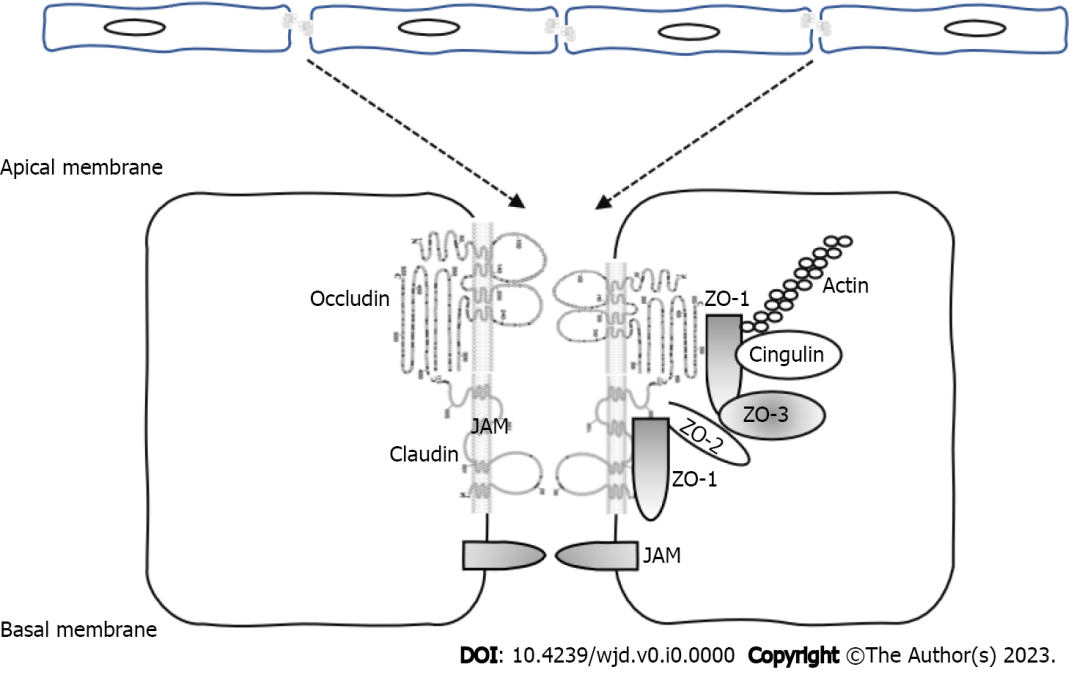 Apical membrane
Occludin
ZO-1
Actin
Cingulin
ZO-3
JAM
ZO-2
Claudin
ZO-1
JAM
Basal membrane
DOI: 10.4239/wjd.v0.i0.0000 Copyright ©The Author(s) 2023.